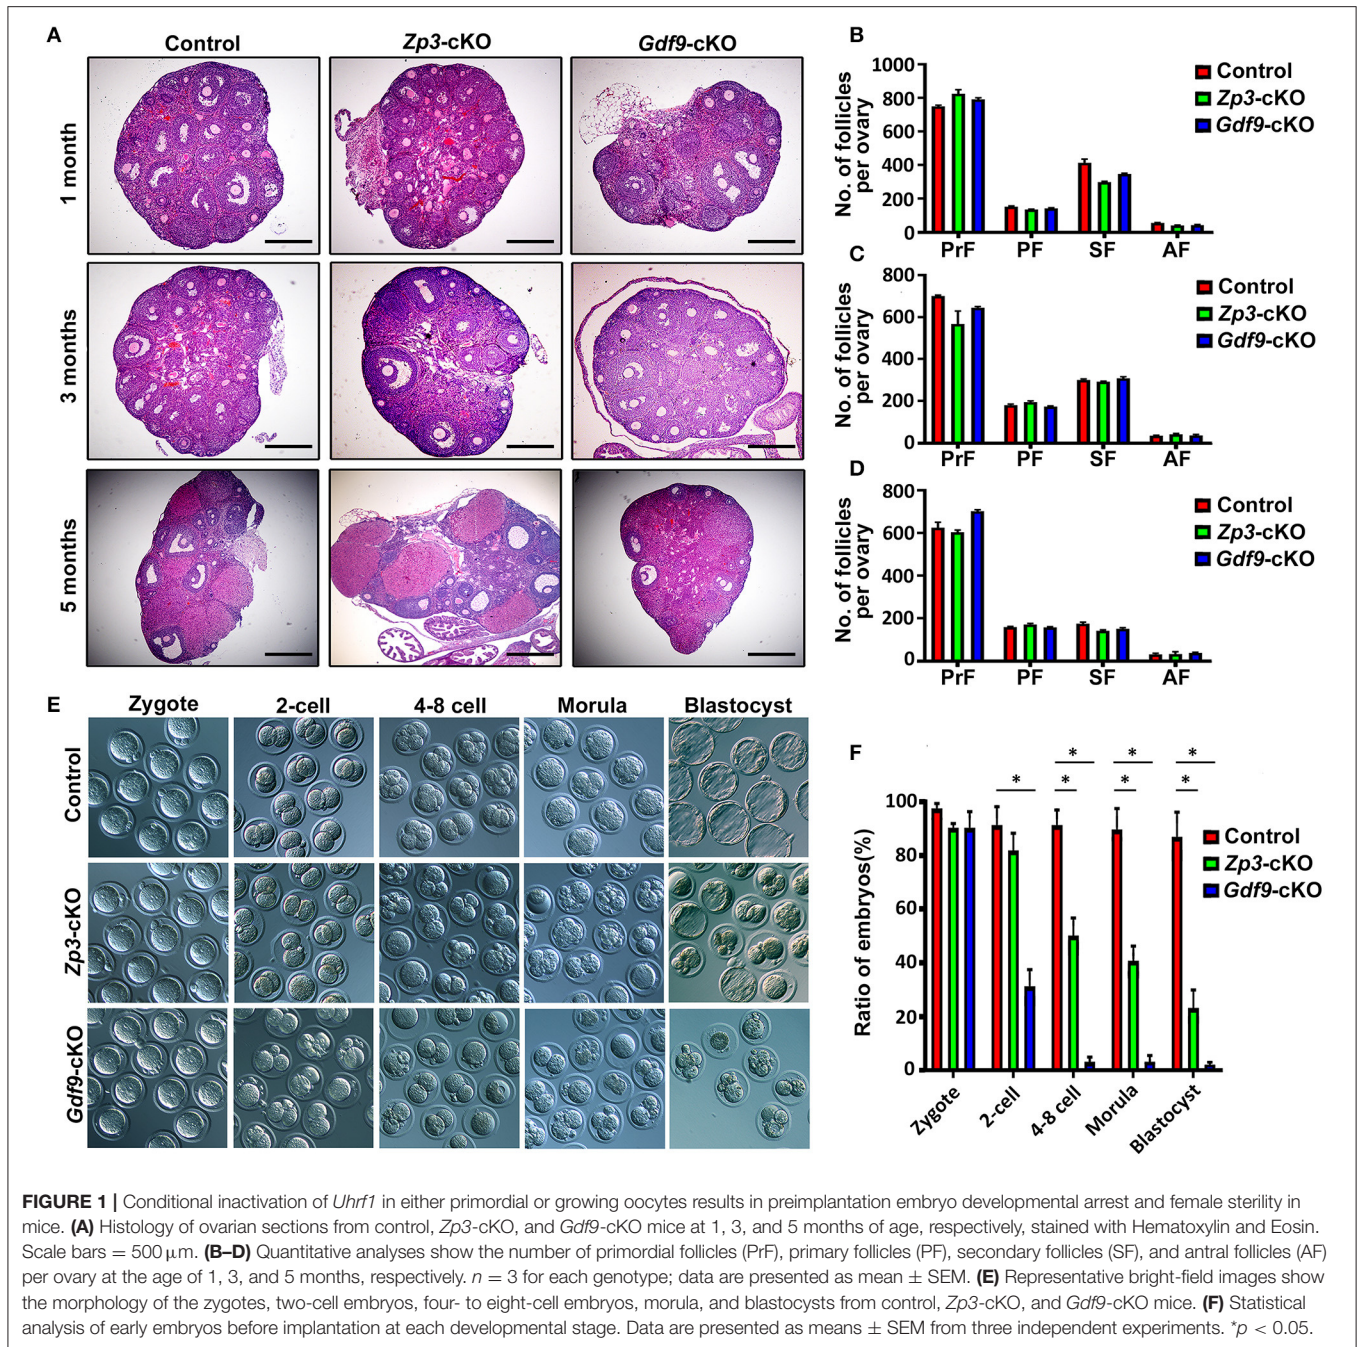 A
Control
Zp3-cKO
Gdf9-cKO
1 month
3 months
5 months
B
No. of follicles
per ovary
1000
800
600
400
200
0
PrF
PF
SF
AF
Control
Zp3-cKO
Gdf9-cKO
C
No. of follicles
per ovary
800
600
400
200
0
PrF
PF
SF
AF
Control
Zp3-cKO
Gdf9-cKO
D
No. of follicles
per ovary
800
600
400
200
0
PrF
PF
SF
AF
Control
Zp3-cKO
Gdf9-cKO
E
Zygote
2-cell
4-8 cell
Morula
Blastocyst
Control
Zp3-cKO
Gdf9-cKO
F
Ratio of embryos(%)
100
80
60
40
20
0
*
* *
* *
* *
Zygote
2-cell
4-8 cell
Morula
Blastocyst
Control
Zp3-cKO
Gdf9-cKO
FIGURE 1 | Conditional inactivation of Uhrf1 in either primordial or growing oocytes results in preimplantation embryo developmental arrest and female sterility in
mice. (A) Histology of ovarian sections from control, Zp3-cKO, and Gdf9-cKO mice at 1, 3, and 5 months of age, respectively, stained with Hematoxylin and Eosin.
Scale bars = 500 μm. (B–D) Quantitative analyses show the number of primordial follicles (PrF), primary follicles (PF), secondary follicles (SF), and antral follicles (AF)
per ovary at the age of 1, 3, and 5 months, respectively. n = 3 for each genotype; data are presented as mean ± SEM. (E) Representative bright-field images show
the morphology of the zygotes, two-cell embryos, four- to eight-cell embryos, morula, and blastocysts from control, Zp3-cKO, and Gdf9-cKO mice. (F) Statistical
analysis of early embryos before implantation at each developmental stage. Data are presented as means ± SEM from three independent experiments. *p < 0.05.